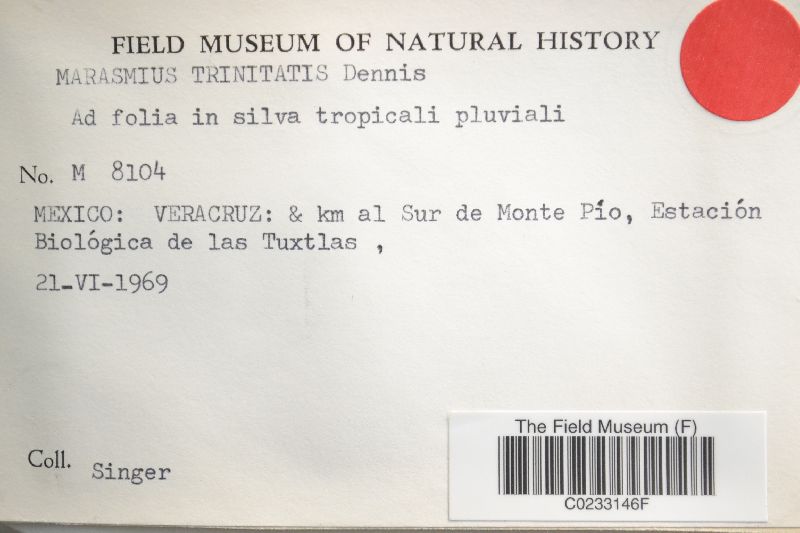 FIELD MUSEUM OF NATURAL HISTORY
MARASMIUS TRINITATIS Dennis
Ad folia in silva tropicali pluviali
No. M 8104
MEXICO: VERACRUZ: & km al Sur de Monte Pío, Estación
Biológica de las Tuxtlas ,
21-VI-1969
Coll. Singer
The Field Museum (F)
C0233146F